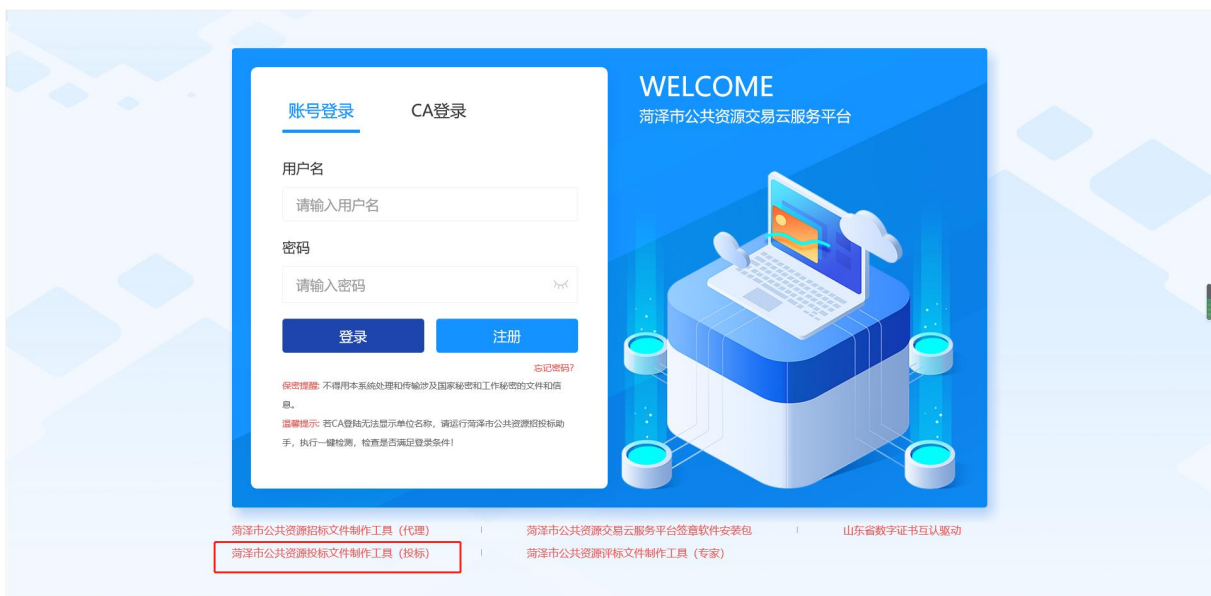 账号登录
CA登录
用户名
请输入用户名
密码
请输入密码
登录
注册
忘记密码?
保密提醒: 不得用本系统处理和传输涉及国家秘密和工作秘密的文件和信
息。
温馨提示: 若CA登陆无法显示单位名称，请运行菏泽市公共资源招投标助
手，执行一键检测，检查是否满足登录条件!
WELCOME
菏泽市公共资源交易云服务平台
菏泽市公共资源招标文件制作工具（代理）
菏泽市公共资源交易云服务平台签章软件安装包
山东省数字证书互认驱动
菏泽市公共资源投标文件制作工具（投标）
菏泽市公共资源评标文件制作工具（专家）